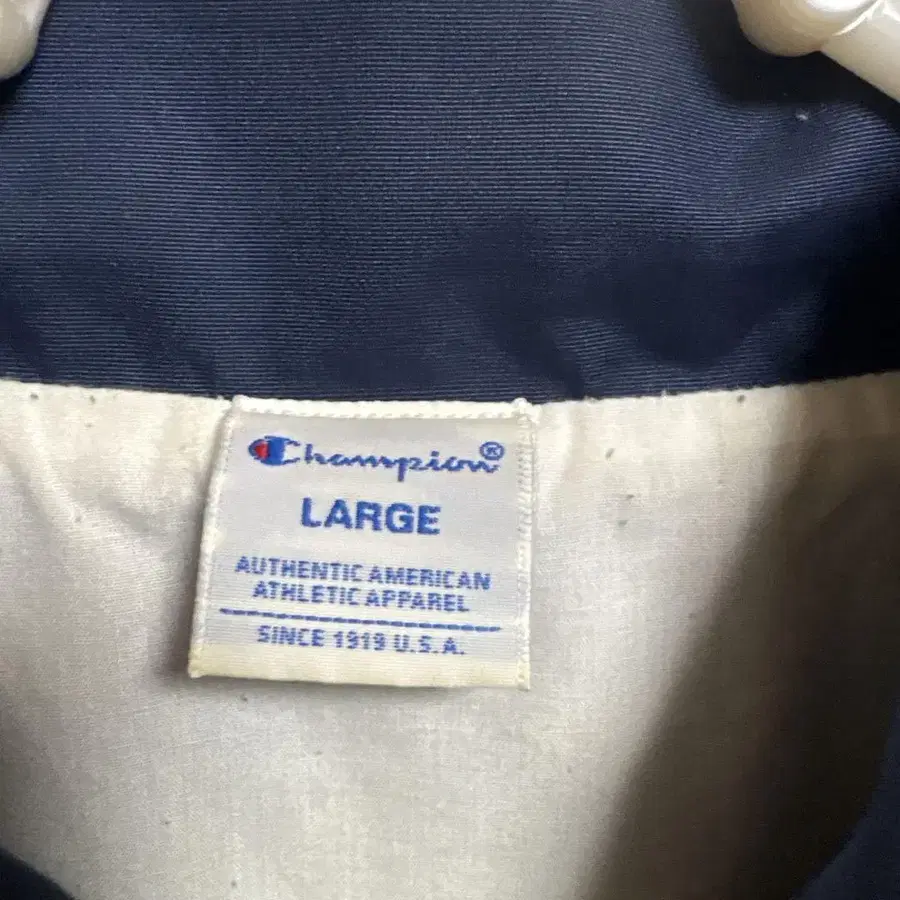 Champion®
LARGE
AUTHENTIC AMERICAN
ATHLETIC APPAREL
SINCE 1919 U.S.A.